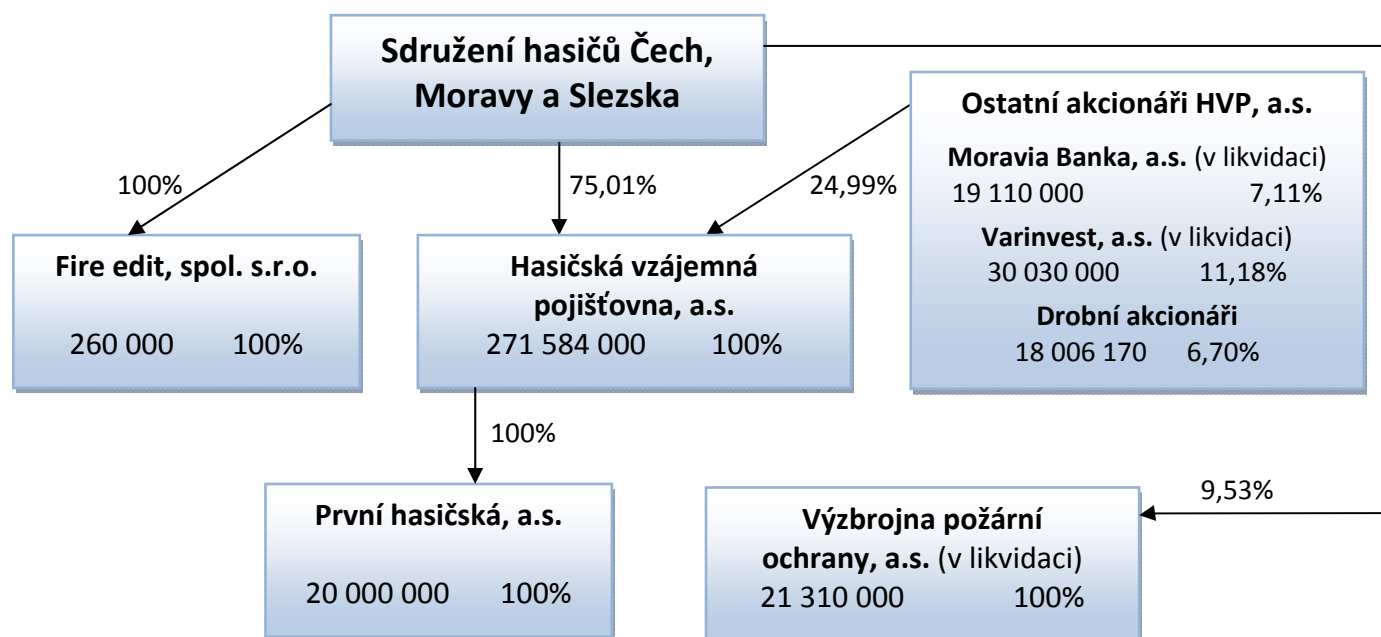 Sdružení hasičů Čech,
Moravy a Slezska
Ostatní akcionáři HVP, a.s.
Moravia Banka, a.s. (v likvidaci)
19 110 000 7,11%
Varinvest, a.s. (v likvidaci)
30 030 000 11,18%
Drobní akcionáři
18 006 170 6,70%
100%
75,01%
24,99%
Fire edit, spol. s.r.o.
260 000 100%
Hasičská vzájemná
pojišťovna, a.s.
271 584 000 100%
100%
První hasičská, a.s.
20 000 000 100%
9,53%
Výzbrojna požární
ochrany, a.s. (v likvidaci)
21 310 000 100%